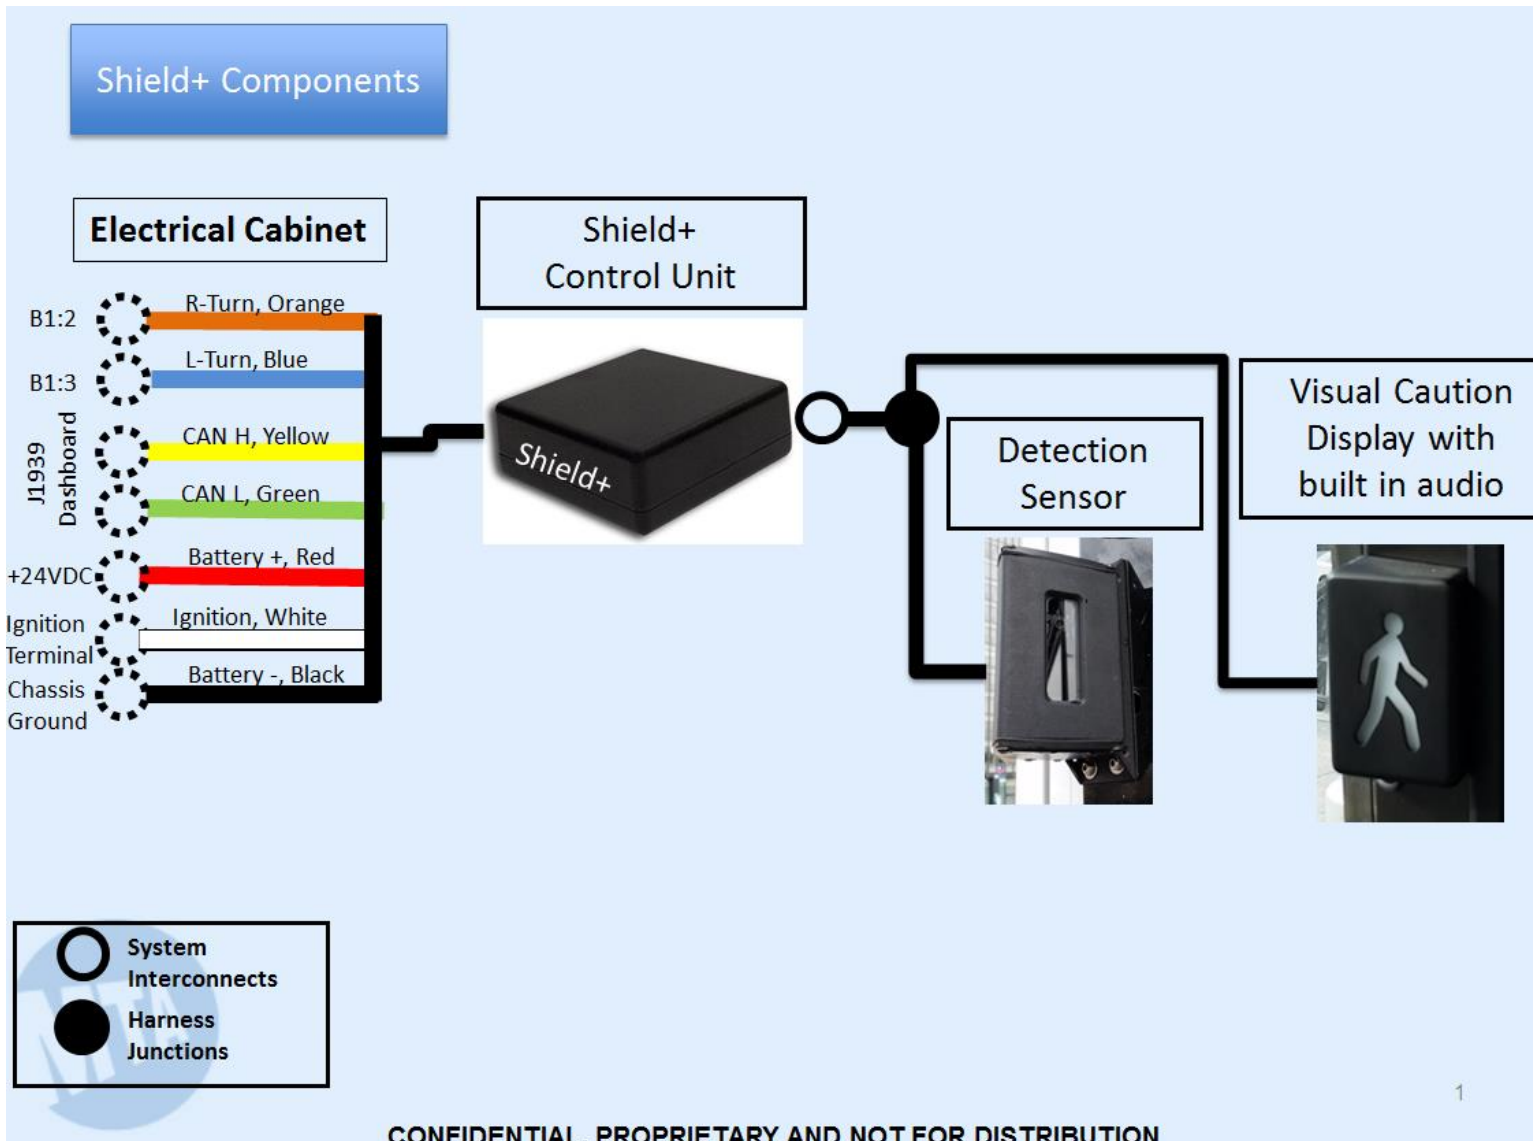 Shield+ Components
Electrical Cabinet
Shield+
Control Unit
B1:2
R-Turn, Orange
B1:3
L-Turn, Blue
J1939
Dashboard
CAN H, Yellow
CAN L, Green
+24VDC
Battery +, Red
Ignition
Terminal
Ignition, White
Chassis
Ground
Battery -, Black
Shield+
Detection
Sensor
Visual Caution
Display with
built in audio
System
Interconnects
Harness
Junctions
MTA
1
CONFIDENTIAL, PROPRIETARY AND NOT FOR DISTRIBUTION